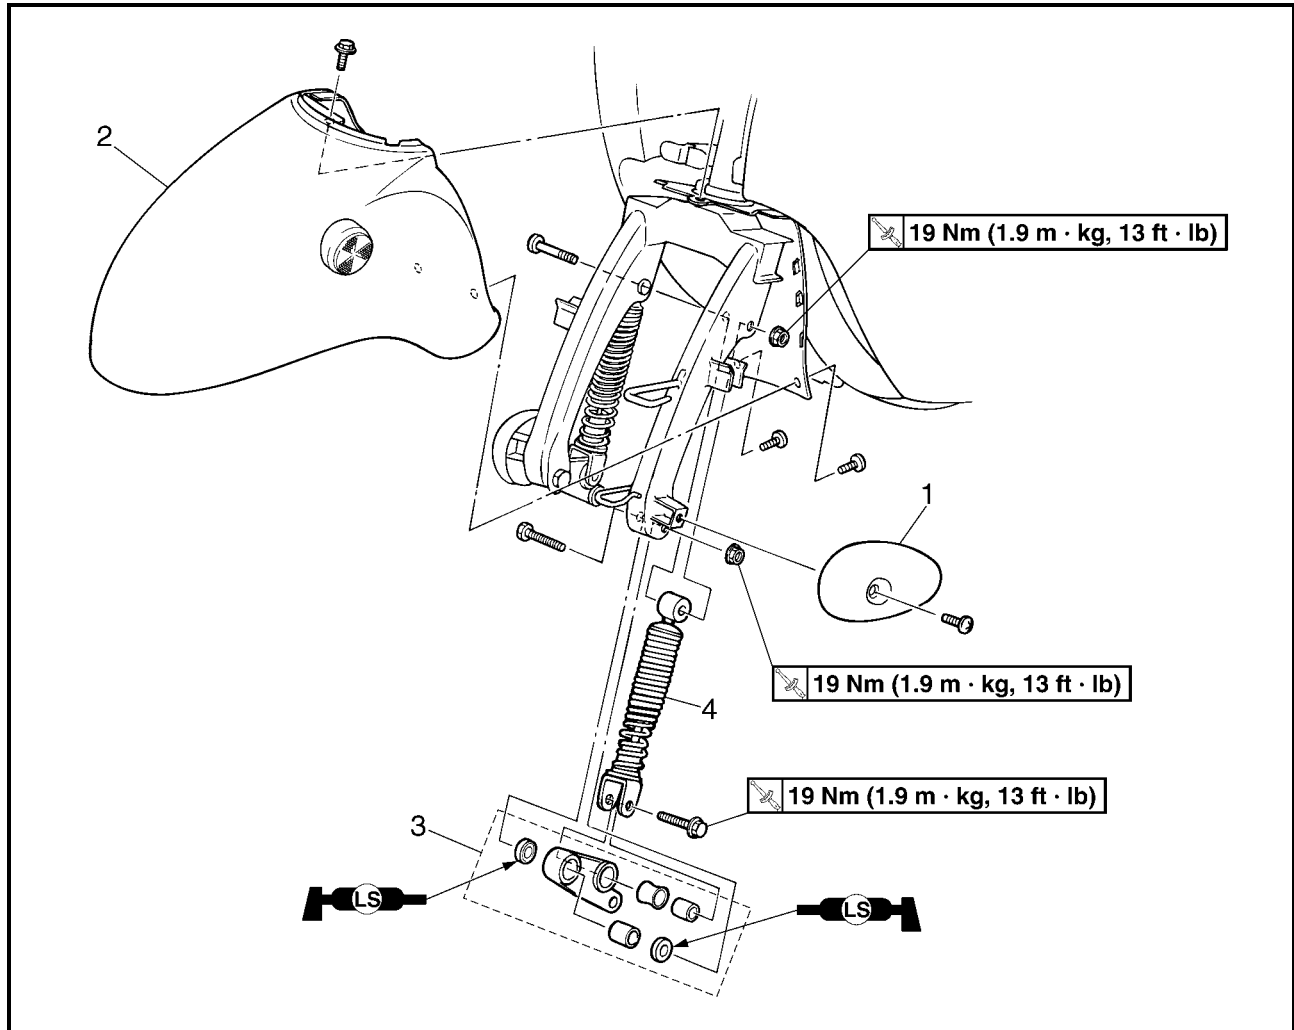 2
19 Nm (1.9 m · kg, 13 ft · lb)
1
19 Nm (1.9 m · kg, 13 ft · lb)
4
19 Nm (1.9 m · kg, 13 ft · lb)
3
LS
LS